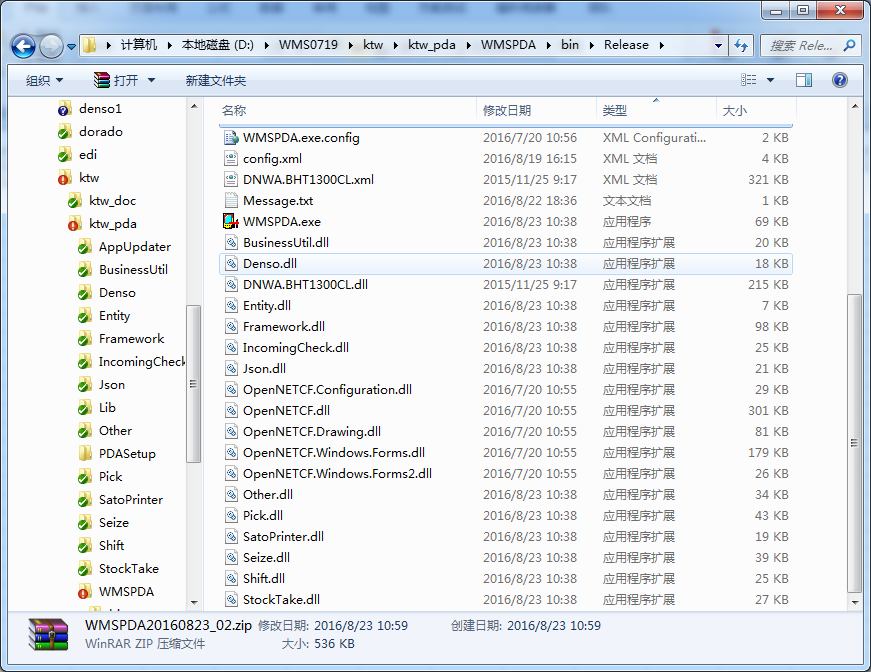 计算机 本地磁盘 (D:) WMS0719 ktw ktw_pda WMSPDA bin Release
搜索 Rele...
组织 打开 新建文件夹
denso1
dorado
edi
ktw
ktw_doc
ktw_pda
AppUpdater
BusinessUtil
Denso
Entity
Framework
IncomingCheck
Json
Lib
Other
PDASetup
Pick
SatoPrinter
Seize
Shift
StockTake
WMSPDA
名称 修改日期 类型 大小
WMSPDA.exe.config 2016/7/20 10:56 XML Configurati... 2 KB
config.xml 2016/8/19 16:15 XML 文档 4 KB
DNWA.BHT1300CL.xml 2015/11/25 9:17 XML 文档 321 KB
Message.txt 2016/8/22 18:36 文本文档 1 KB
WMSPDA.exe 2016/8/23 10:38 应用程序 69 KB
BusinessUtil.dll 2016/8/23 10:38 应用程序扩展 20 KB
Denso.dll 2016/8/23 10:38 应用程序扩展 18 KB
DNWA.BHT1300CL.dll 2015/11/25 9:17 应用程序扩展 215 KB
Entity.dll 2016/8/23 10:38 应用程序扩展 7 KB
Framework.dll 2016/8/23 10:38 应用程序扩展 98 KB
IncomingCheck.dll 2016/8/23 10:38 应用程序扩展 25 KB
Json.dll 2016/8/23 10:38 应用程序扩展 21 KB
OpenNETCF.Configuration.dll 2016/7/20 10:55 应用程序扩展 29 KB
OpenNETCF.dll 2016/7/20 10:55 应用程序扩展 301 KB
OpenNETCF.Drawing.dll 2016/7/20 10:55 应用程序扩展 81 KB
OpenNETCF.Windows.Forms.dll 2016/7/20 10:55 应用程序扩展 179 KB
OpenNETCF.Windows.Forms2.dll 2016/7/20 10:55 应用程序扩展 26 KB
Other.dll 2016/8/23 10:38 应用程序扩展 34 KB
Pick.dll 2016/8/23 10:38 应用程序扩展 43 KB
SatoPrinter.dll 2016/8/23 10:38 应用程序扩展 19 KB
Seize.dll 2016/8/23 10:38 应用程序扩展 39 KB
Shift.dll 2016/8/23 10:38 应用程序扩展 25 KB
StockTake.dll 2016/8/23 10:38 应用程序扩展 27 KB
WMSPDA20160823_02.zip 修改日期: 2016/8/23 10:59 创建日期: 2016/8/23 10:59
WinRAR ZIP 压缩文件 大小: 536 KB